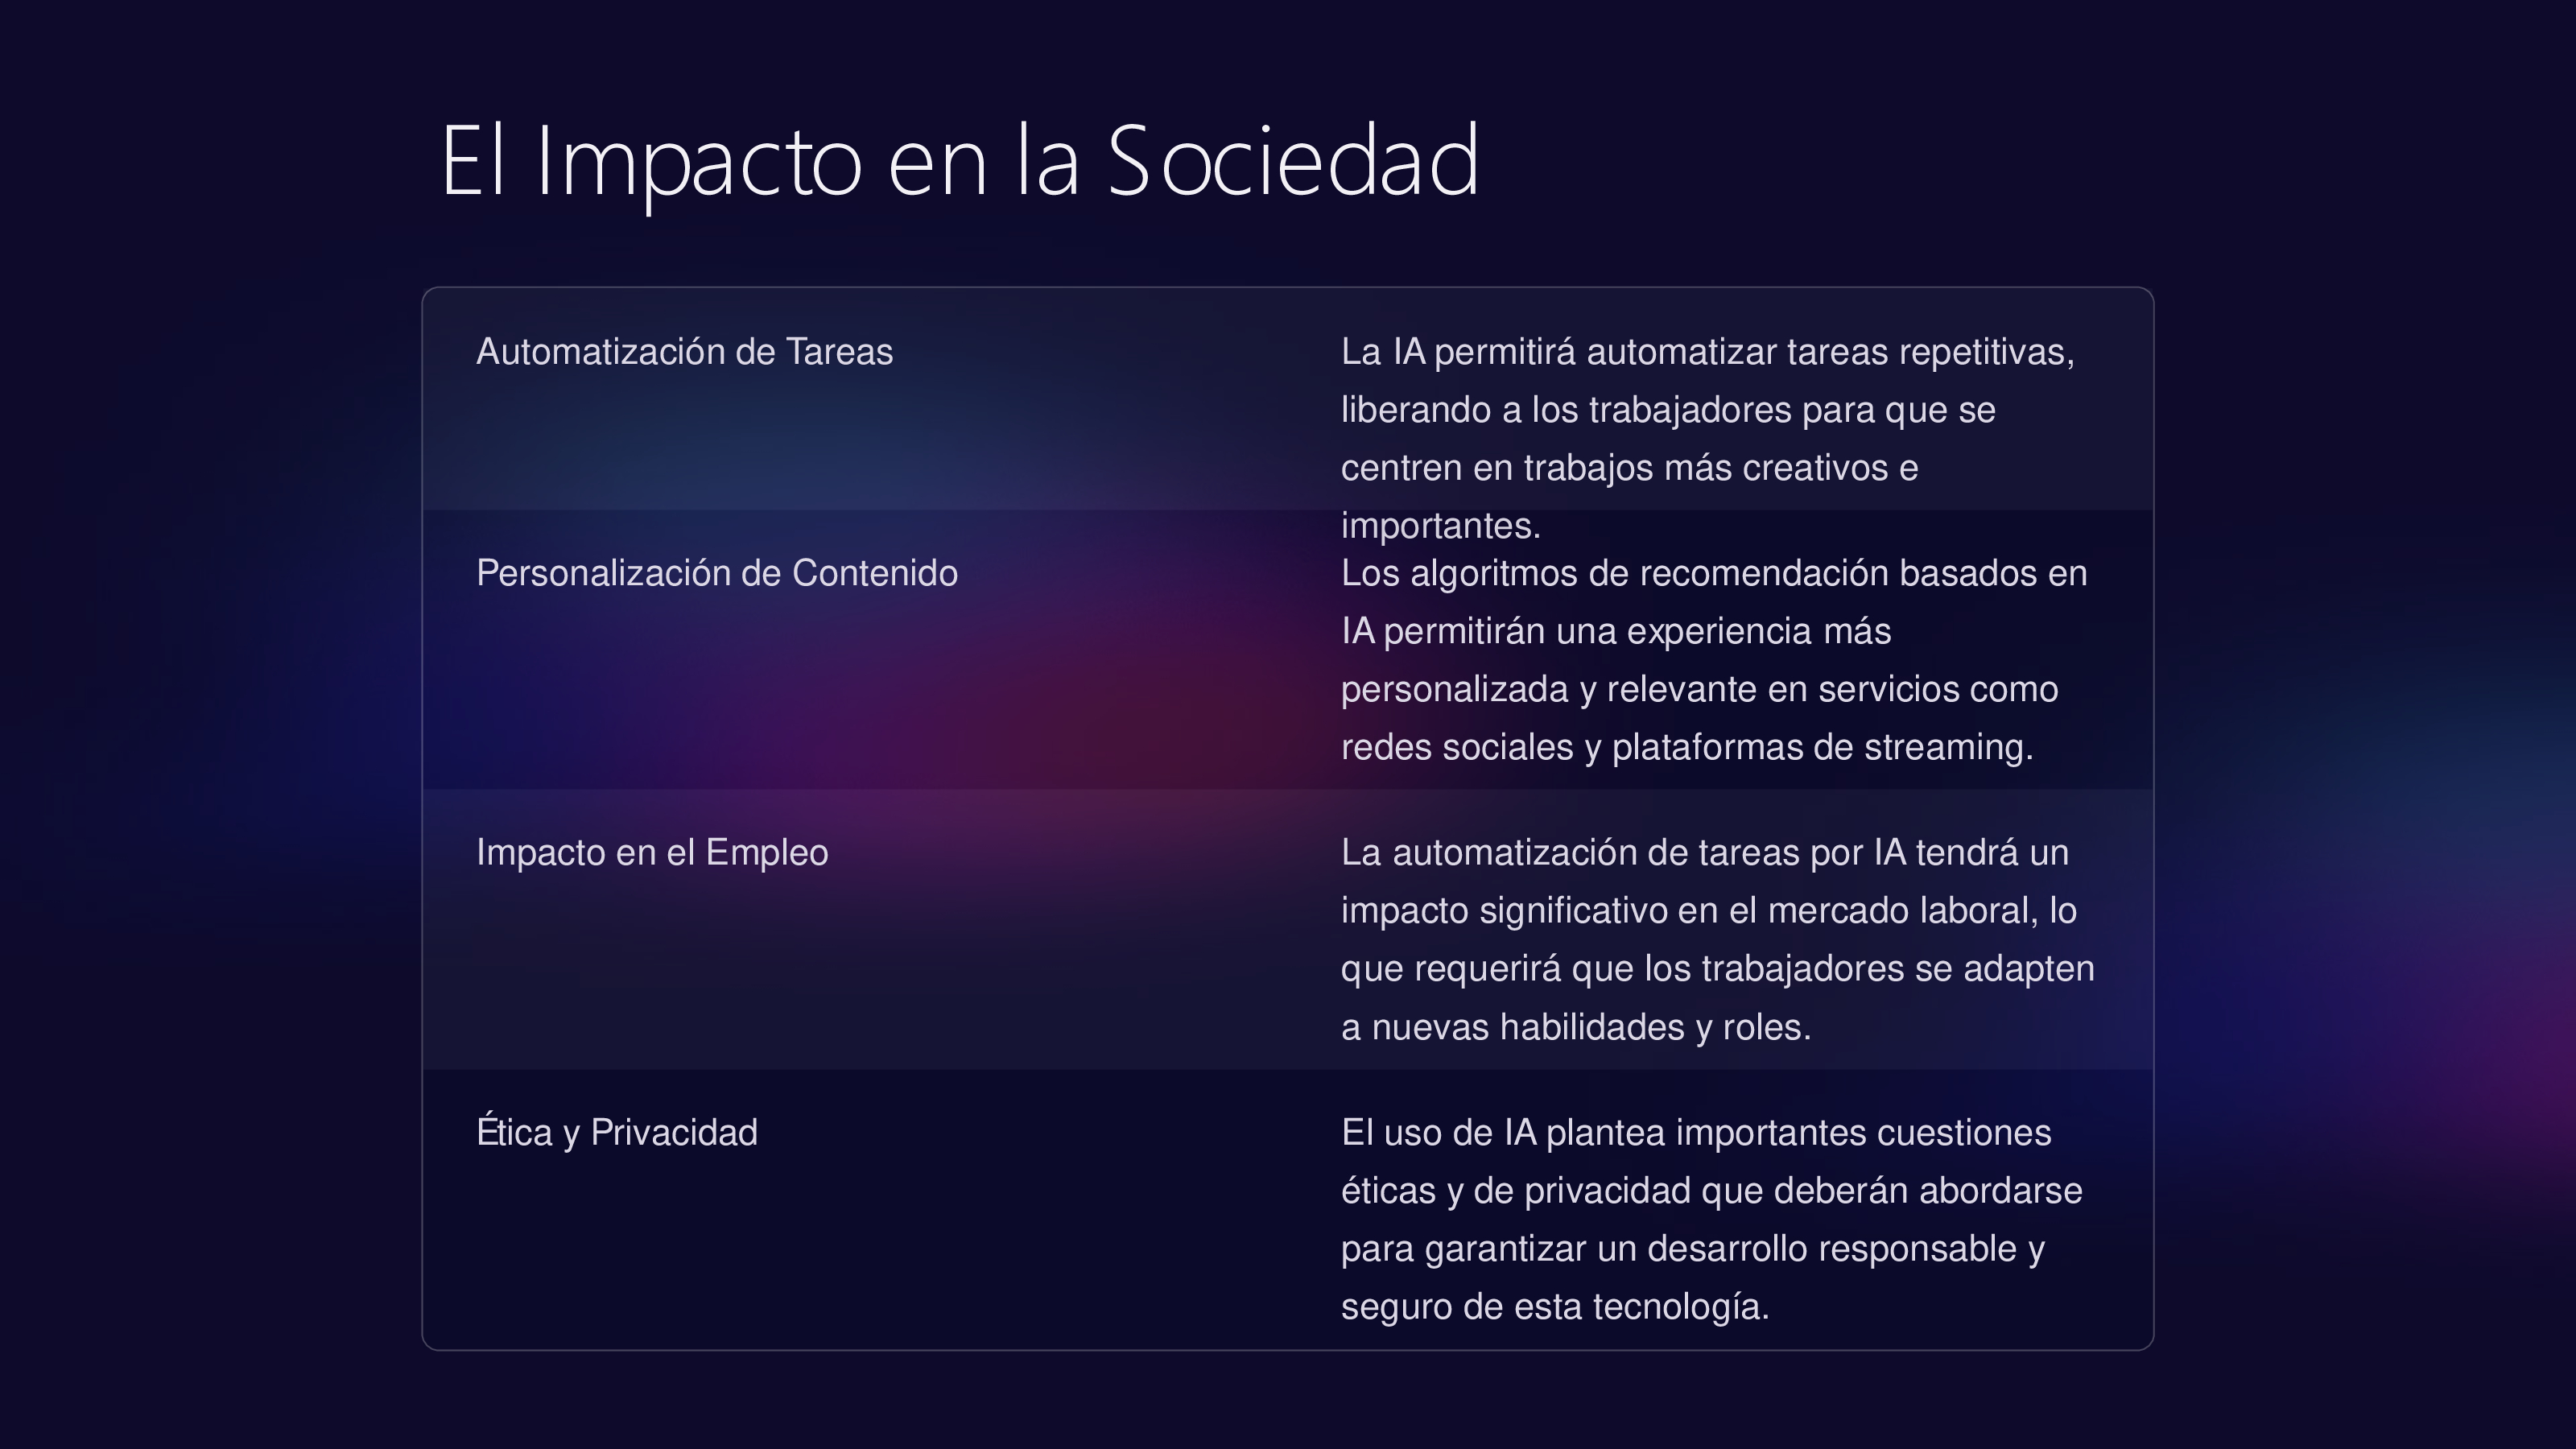 El Impacto en la Sociedad
Automatización de Tareas
La IA permitirá automatizar tareas repetitivas,
liberando a los trabajadores para que se
centren en trabajos más creativos e
importantes.
Personalización de Contenido
Los algoritmos de recomendación basados en
IA permitirán una experiencia más
personalizada y relevante en servicios como
redes sociales y plataformas de streaming.
Impacto en el Empleo
La automatización de tareas por IA tendrá un
impacto significativo en el mercado laboral, lo
que requerirá que los trabajadores se adapten
a nuevas habilidades y roles.
Ética y Privacidad
El uso de IA plantea importantes cuestiones
éticas y de privacidad que deberán abordarse
para garantizar un desarrollo responsable y
seguro de esta tecnología.